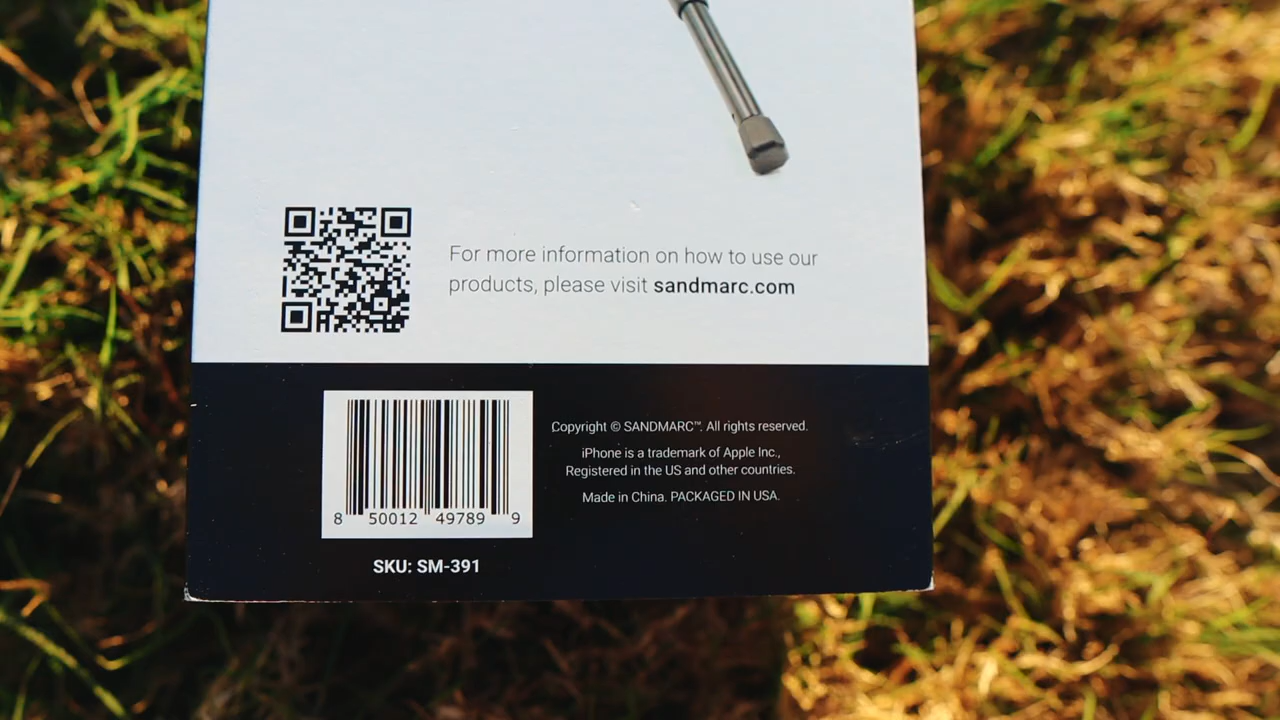 For more information on how to use our
products, please visit sandmarc.com
Copyright © SANDMARC™. All rights reserved.
iPhone is a trademark of Apple Inc.,
Registered in the US and other countries.
Made in China. PACKAGED IN USA.
8 50012 49789 9
SKU: SM-391